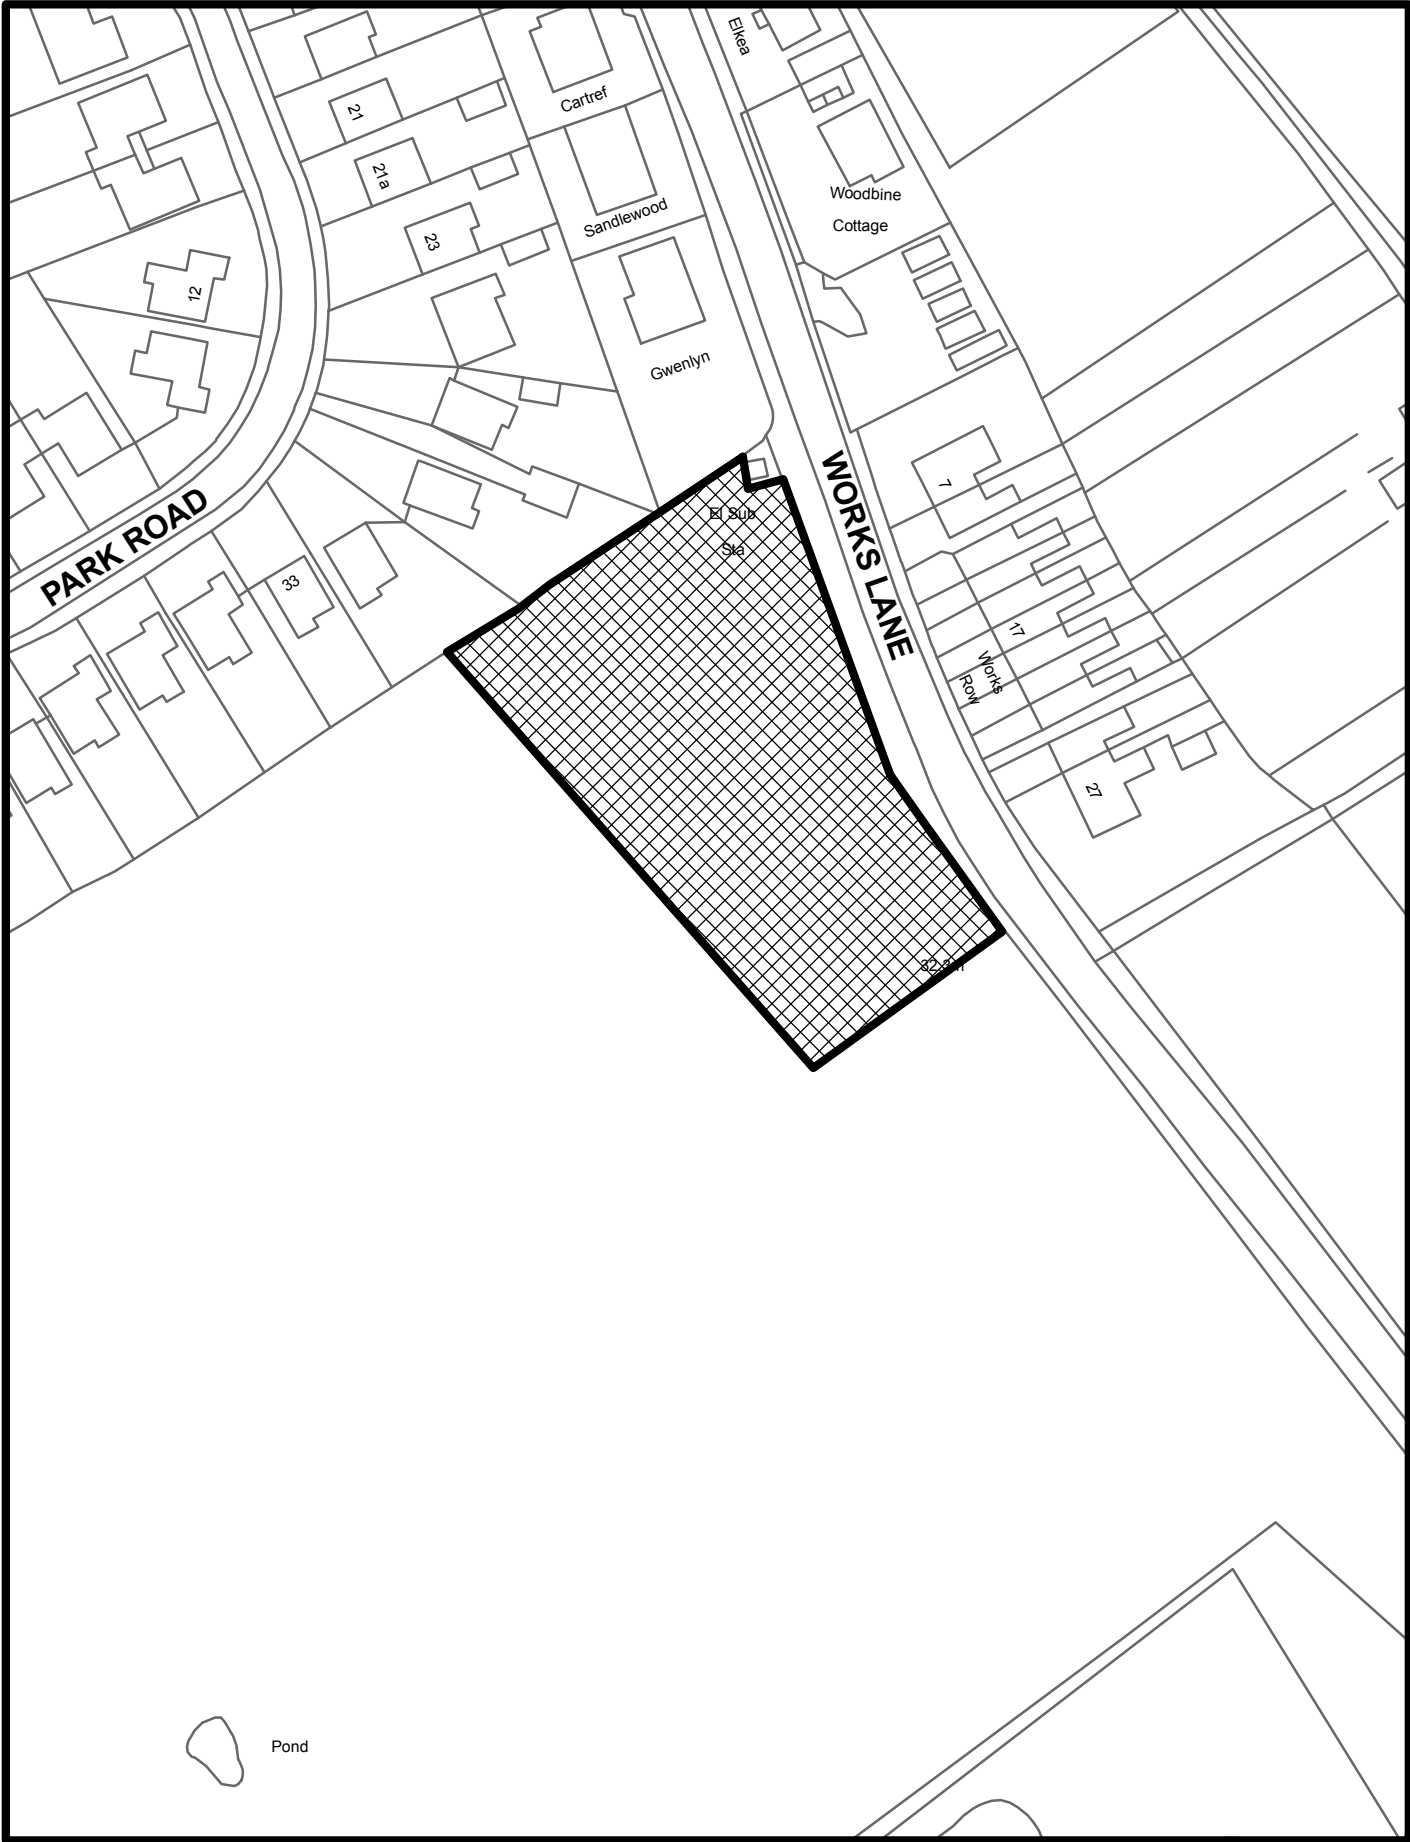 Elkea
Cartref
21
Woodbine
Cottage
21a
Sandlewood
23
12
Gwenlyn
WORKS LANE
7
PARK ROAD
El Sub
Sta
33
17
Works
Row
27
Pond